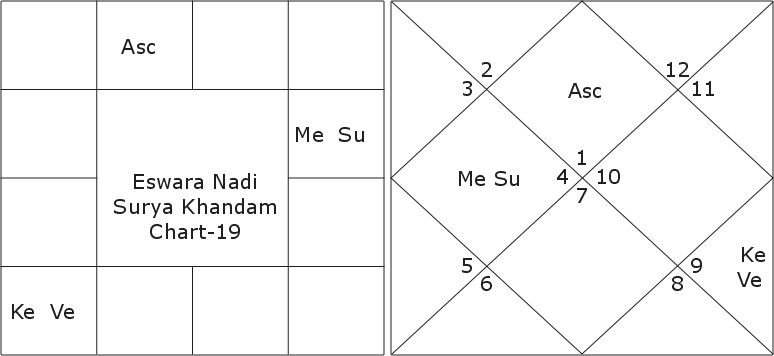 Asc
Me Su
Eswara Nadi
Surya Khandam
Chart-19
Ke Ve
2
12
3
Asc
11
1
Me Su
4
10
7
5
9
Ke
6
8
Ve